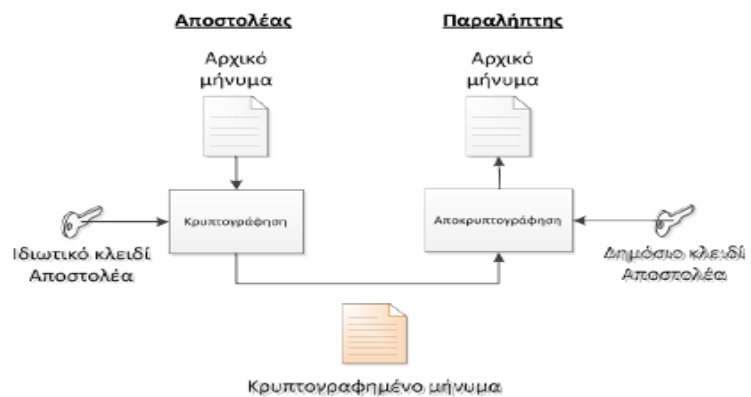 Αποστολέας
Παραλήπτης
Αρχικό
μήνυμα
Αρχικό
μήνυμα
Κρυπτογράφηση
Αποκρυπτογράφηση
Ιδιωτικό κλειδί
Αποστολέα
Δημόσιο κλειδί
Αποστολέα
Κρυπτογραφημένο μήνυμα